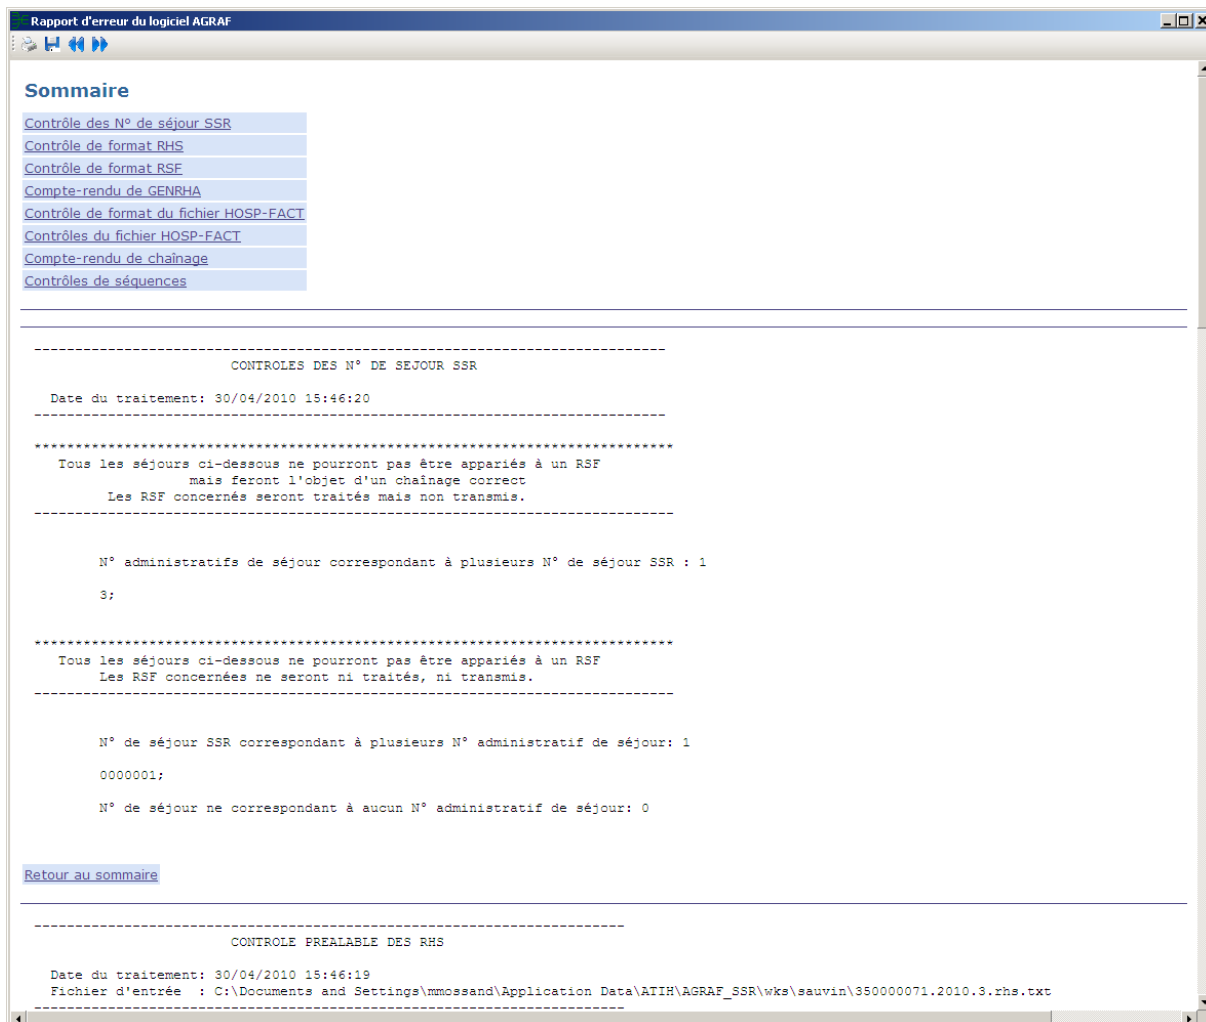 Rapport d'erreur du logiciel AGRAF
Sommaire
Contrôle des N° de séjour SSR
Contrôle de format RHS
Contrôle de format RSF
Compte-rendu de GENRHA
Contrôle de format du fichier HOSP-FACT
Contrôles du fichier HOSP-FACT
Compte-rendu de chaînage
Contrôles de séquences
-----------------------------------------------------------------------------
CONTROLES DES N° DE SEJOUR SSR
Date du traitement: 30/04/2010 15:46:20
-----------------------------------------------------------------------------
******************************************************************************
Tous les séjours ci-dessous ne pourront pas être appariés à un RSF
mais feront l'objet d'un chaînage correct
Les RSF concernés seront traités mais non transmis.
------------------------------------------------------------------------------
N° administratifs de séjour correspondant à plusieurs N° de séjour SSR : 1
3;
******************************************************************************
Tous les séjours ci-dessous ne pourront pas être appariés à un RSF
Les RSF concernées ne seront ni traités, ni transmis.
------------------------------------------------------------------------------
N° de séjour SSR correspondant à plusieurs N° administratif de séjour: 1
0000001;
N° de séjour ne correspondant à aucun N° administratif de séjour: 0
Retour au sommaire
------------------------------------------------------------------------
CONTROLE PREALABLE DES RHS
Date du traitement: 30/04/2010 15:46:19
Fichier d'entrée : C:\Documents and Settings\mmossand\Application Data\ATIH\AGRAF_SSR\wks\sauvin\350000071.2010.3.rhs.txt
------------------------------------------------------------------------